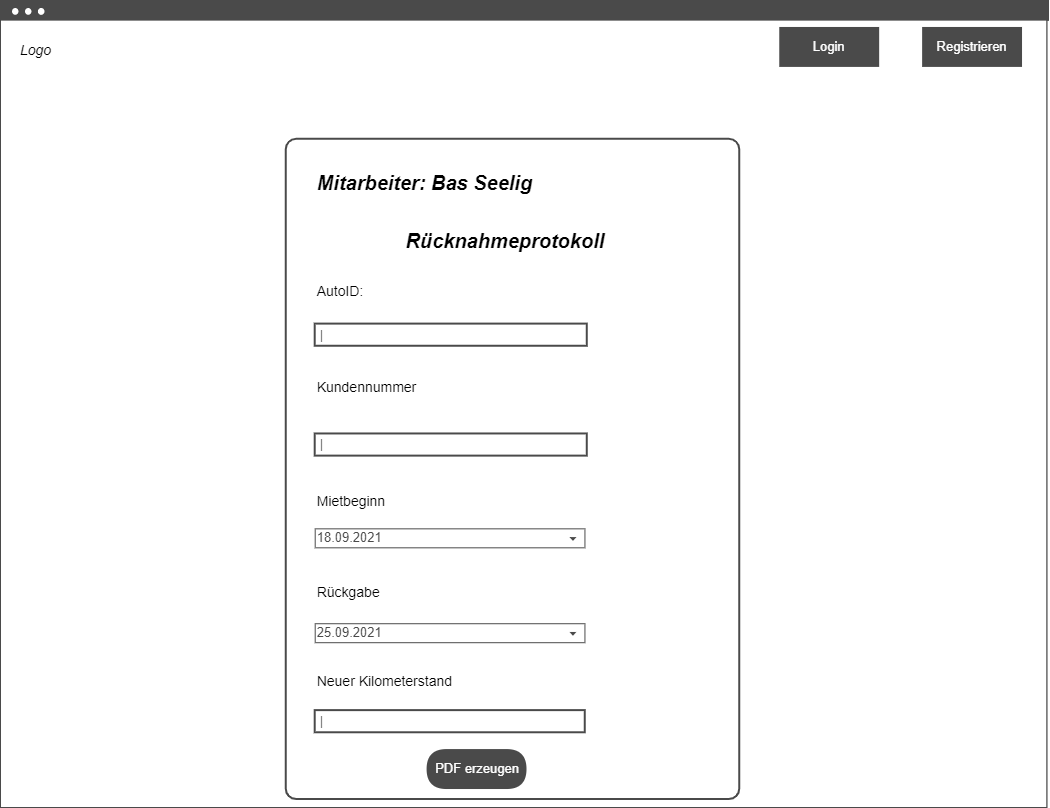 Logo
Login
Registrieren
Mitarbeiter: Bas Seelig
Rücknahmeprotokoll
AutoID:
Kundennummer
Mietbeginn
18.09.2021
Rückgabe
25.09.2021
Neuer Kilometerstand
PDF erzeugen